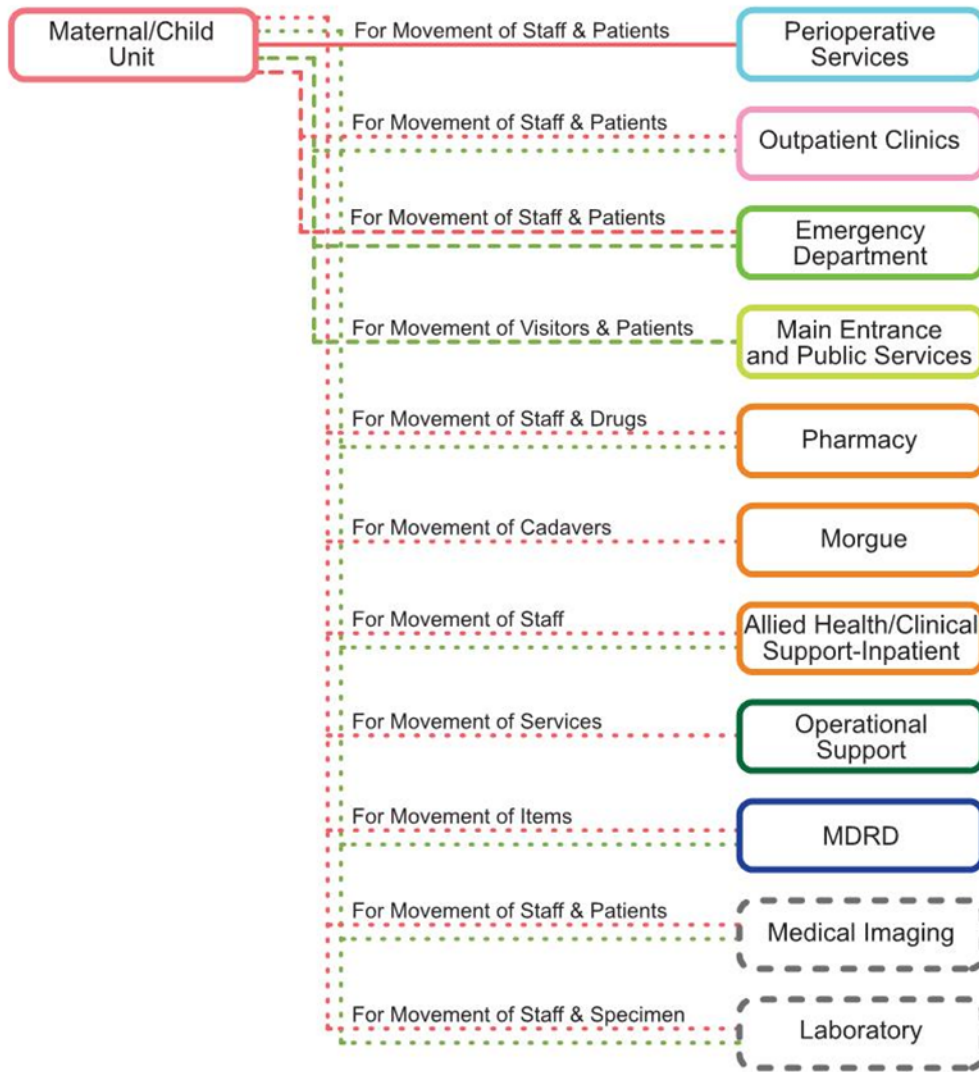 Maternal/Child
Unit
For Movement of Staff & Patients
Perioperative
Services
For Movement of Staff & Patients
Outpatient Clinics
For Movement of Staff & Patients
Emergency
Department
For Movement of Visitors & Patients
Main Entrance
and Public Services
For Movement of Staff & Drugs
Pharmacy
For Movement of Cadavers
Morgue
For Movement of Staff
Allied Health/Clinical
Support-Inpatient
For Movement of Services
Operational
Support
For Movement of Items
MDRD
For Movement of Staff & Patients
Medical Imaging
For Movement of Staff & Specimen
Laboratory